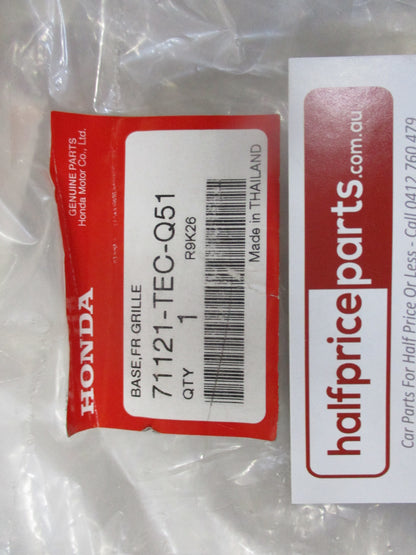 HONDA
GENUINE PARTS
Honda Motor Co., Ltd.
BASE,FR GRILLE
71121-TEC-Q51
QTY 1 R9K26
Made in THAILAND
halfpriceparts.com.au
Car Parts For Half Price Or Less - Call 0412 760 479